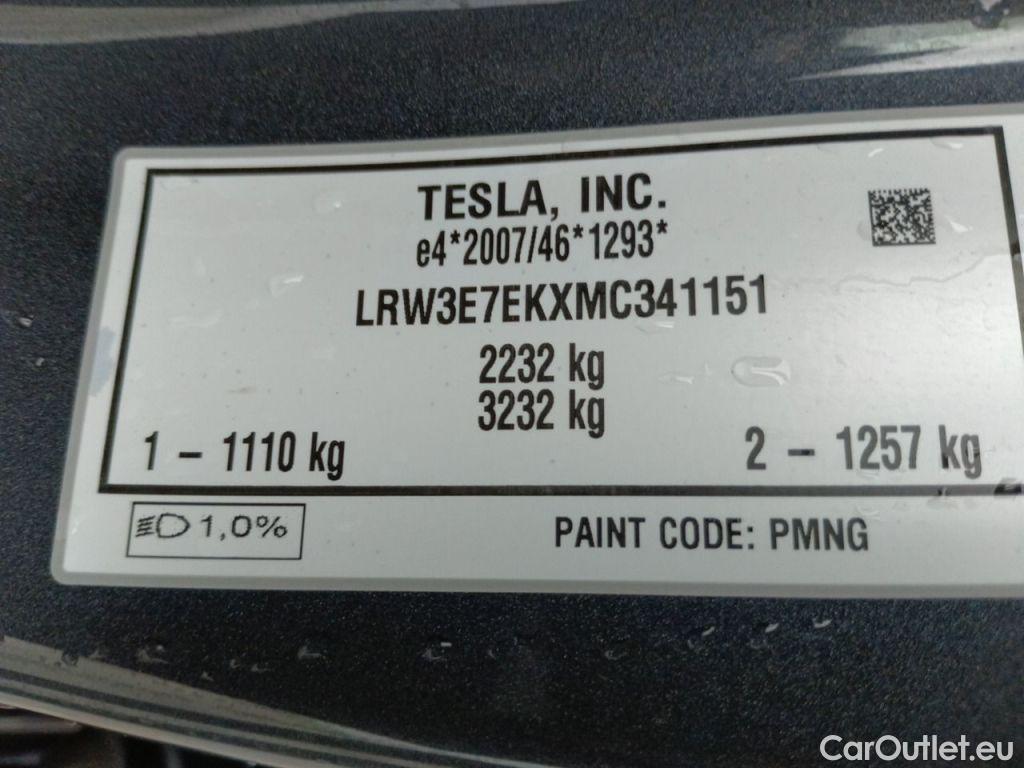 TESLA, INC.
e4*2007/46*1293*
LRW3E7EKXMC341151
2232 kg
3232 kg
1 – 1110 kg
2 – 1257 kg
1,0%
PAINT CODE: PMNG
CarOutlet.eu